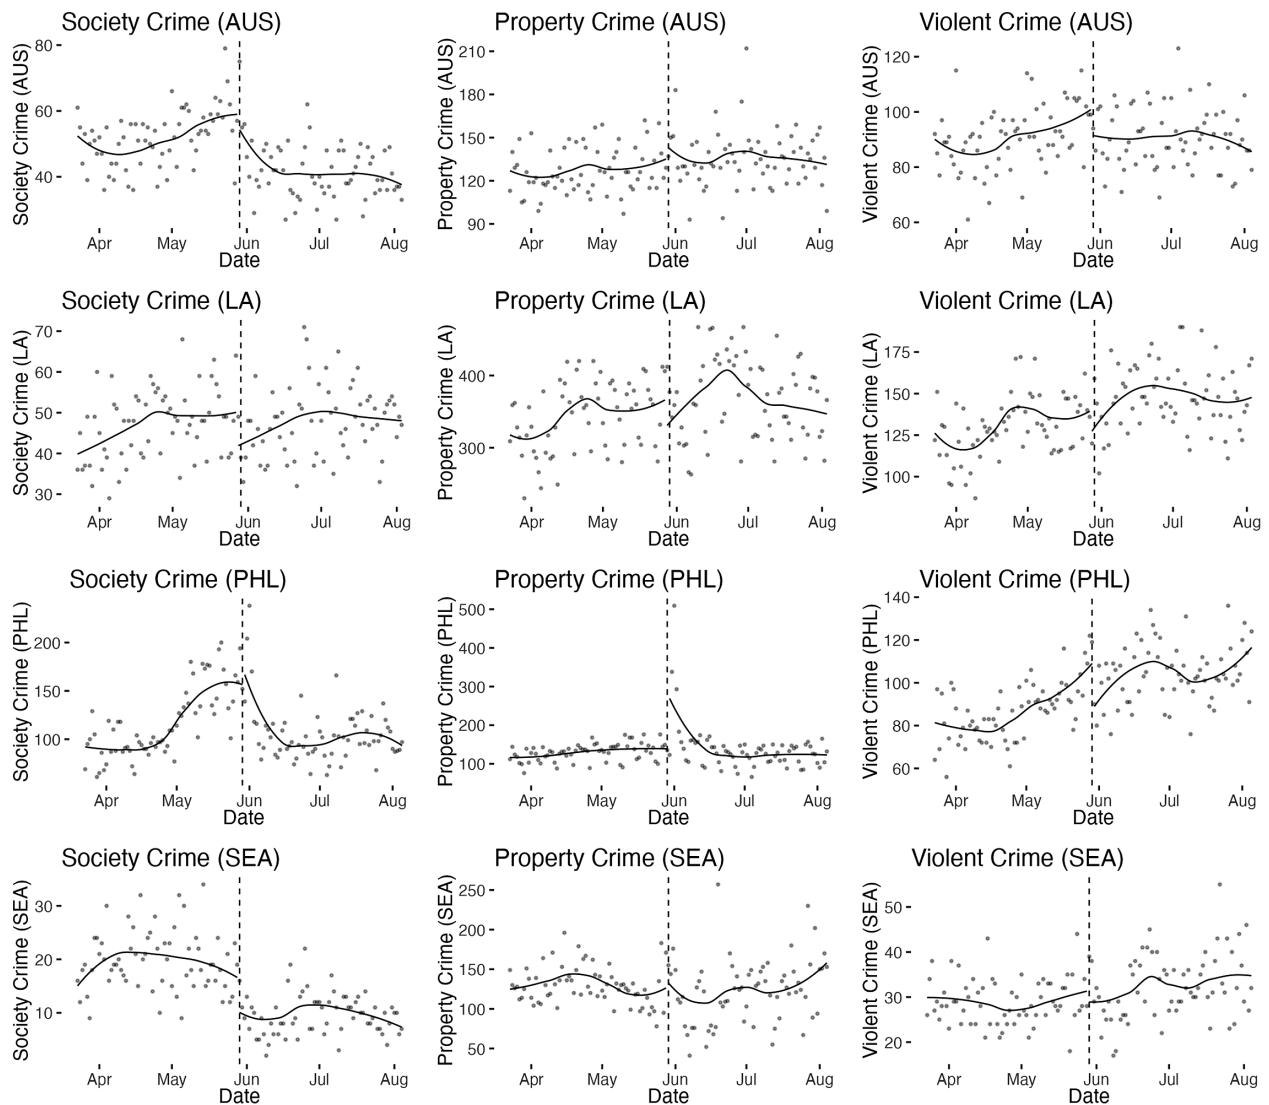 Society Crime (AUS)
Society Crime (AUS)
80
60
40
Apr May Jun Jul Aug
Date
Property Crime (AUS)
Property Crime (AUS)
210
180
150
120
90
Apr May Jun Jul Aug
Date
Violent Crime (AUS)
Violent Crime (AUS)
120
100
80
60
Apr May Jun Jul Aug
Date
Society Crime (LA)
Society Crime (LA)
70
60
50
40
30
Apr May Jun Jul Aug
Date
Property Crime (LA)
Property Crime (LA)
400
300
Apr May Jun Jul Aug
Date
Violent Crime (LA)
Violent Crime (LA)
175
150
125
100
Apr May Jun Jul Aug
Date
Society Crime (PHL)
Society Crime (PHL)
200
150
100
Apr May Jun Jul Aug
Date
Property Crime (PHL)
Property Crime (PHL)
500
400
300
200
100
Apr May Jun Jul Aug
Date
Violent Crime (PHL)
Violent Crime (PHL)
140
120
100
80
60
Apr May Jun Jul Aug
Date
Society Crime (SEA)
Society Crime (SEA)
30
20
10
Apr May Jun Jul Aug
Date
Property Crime (SEA)
Property Crime (SEA)
250
200
150
100
50
Apr May Jun Jul Aug
Date
Violent Crime (SEA)
Violent Crime (SEA)
50
40
30
20
Apr May Jun Jul Aug
Date